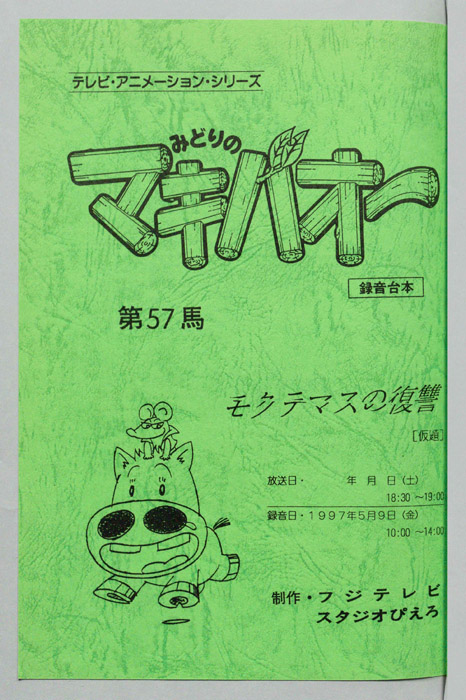 テレビ・アニメーション・シリーズ
みどりの
マキバオー
録音台本
第57馬
モクテマスの復讐
[仮題]
放送日・ 年 月 日 (土)
18:30 〜19:00
録音日・1997年5月9日 (金)
10:00 〜14:00
制作・フジテレビ
スタジオぴえろ